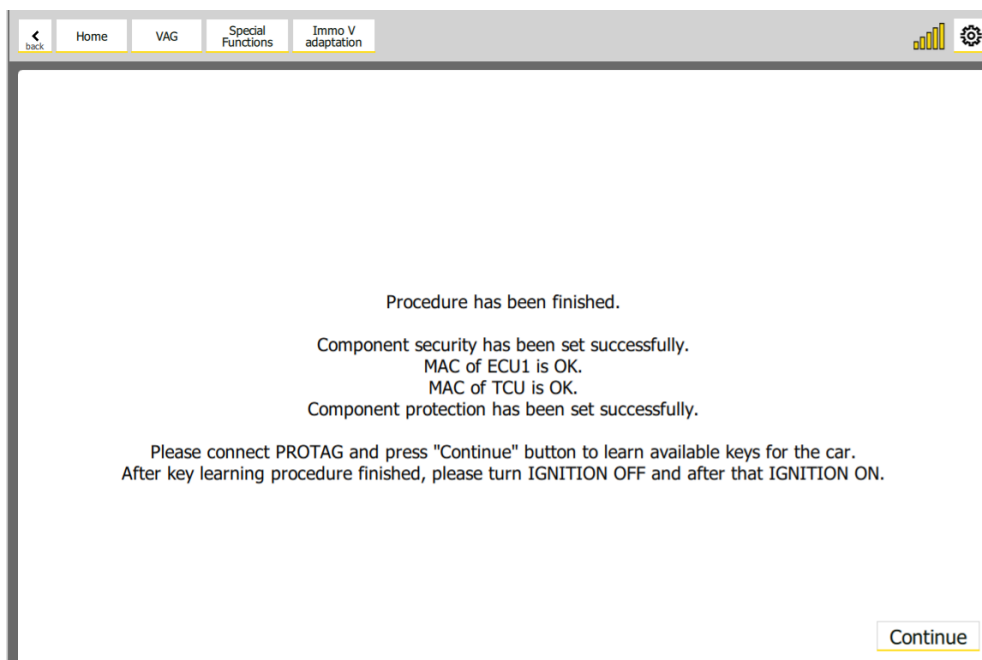 back
Home
VAG
Special
Functions
Immo V
adaptation
Procedure has been finished.
Component security has been set successfully.
MAC of ECU1 is OK.
MAC of TCU is OK.
Component protection has been set successfully.
Please connect PROTAG and press "Continue" button to learn available keys for the car.
After key learning procedure finished, please turn IGNITION OFF and after that IGNITION ON.
Continue